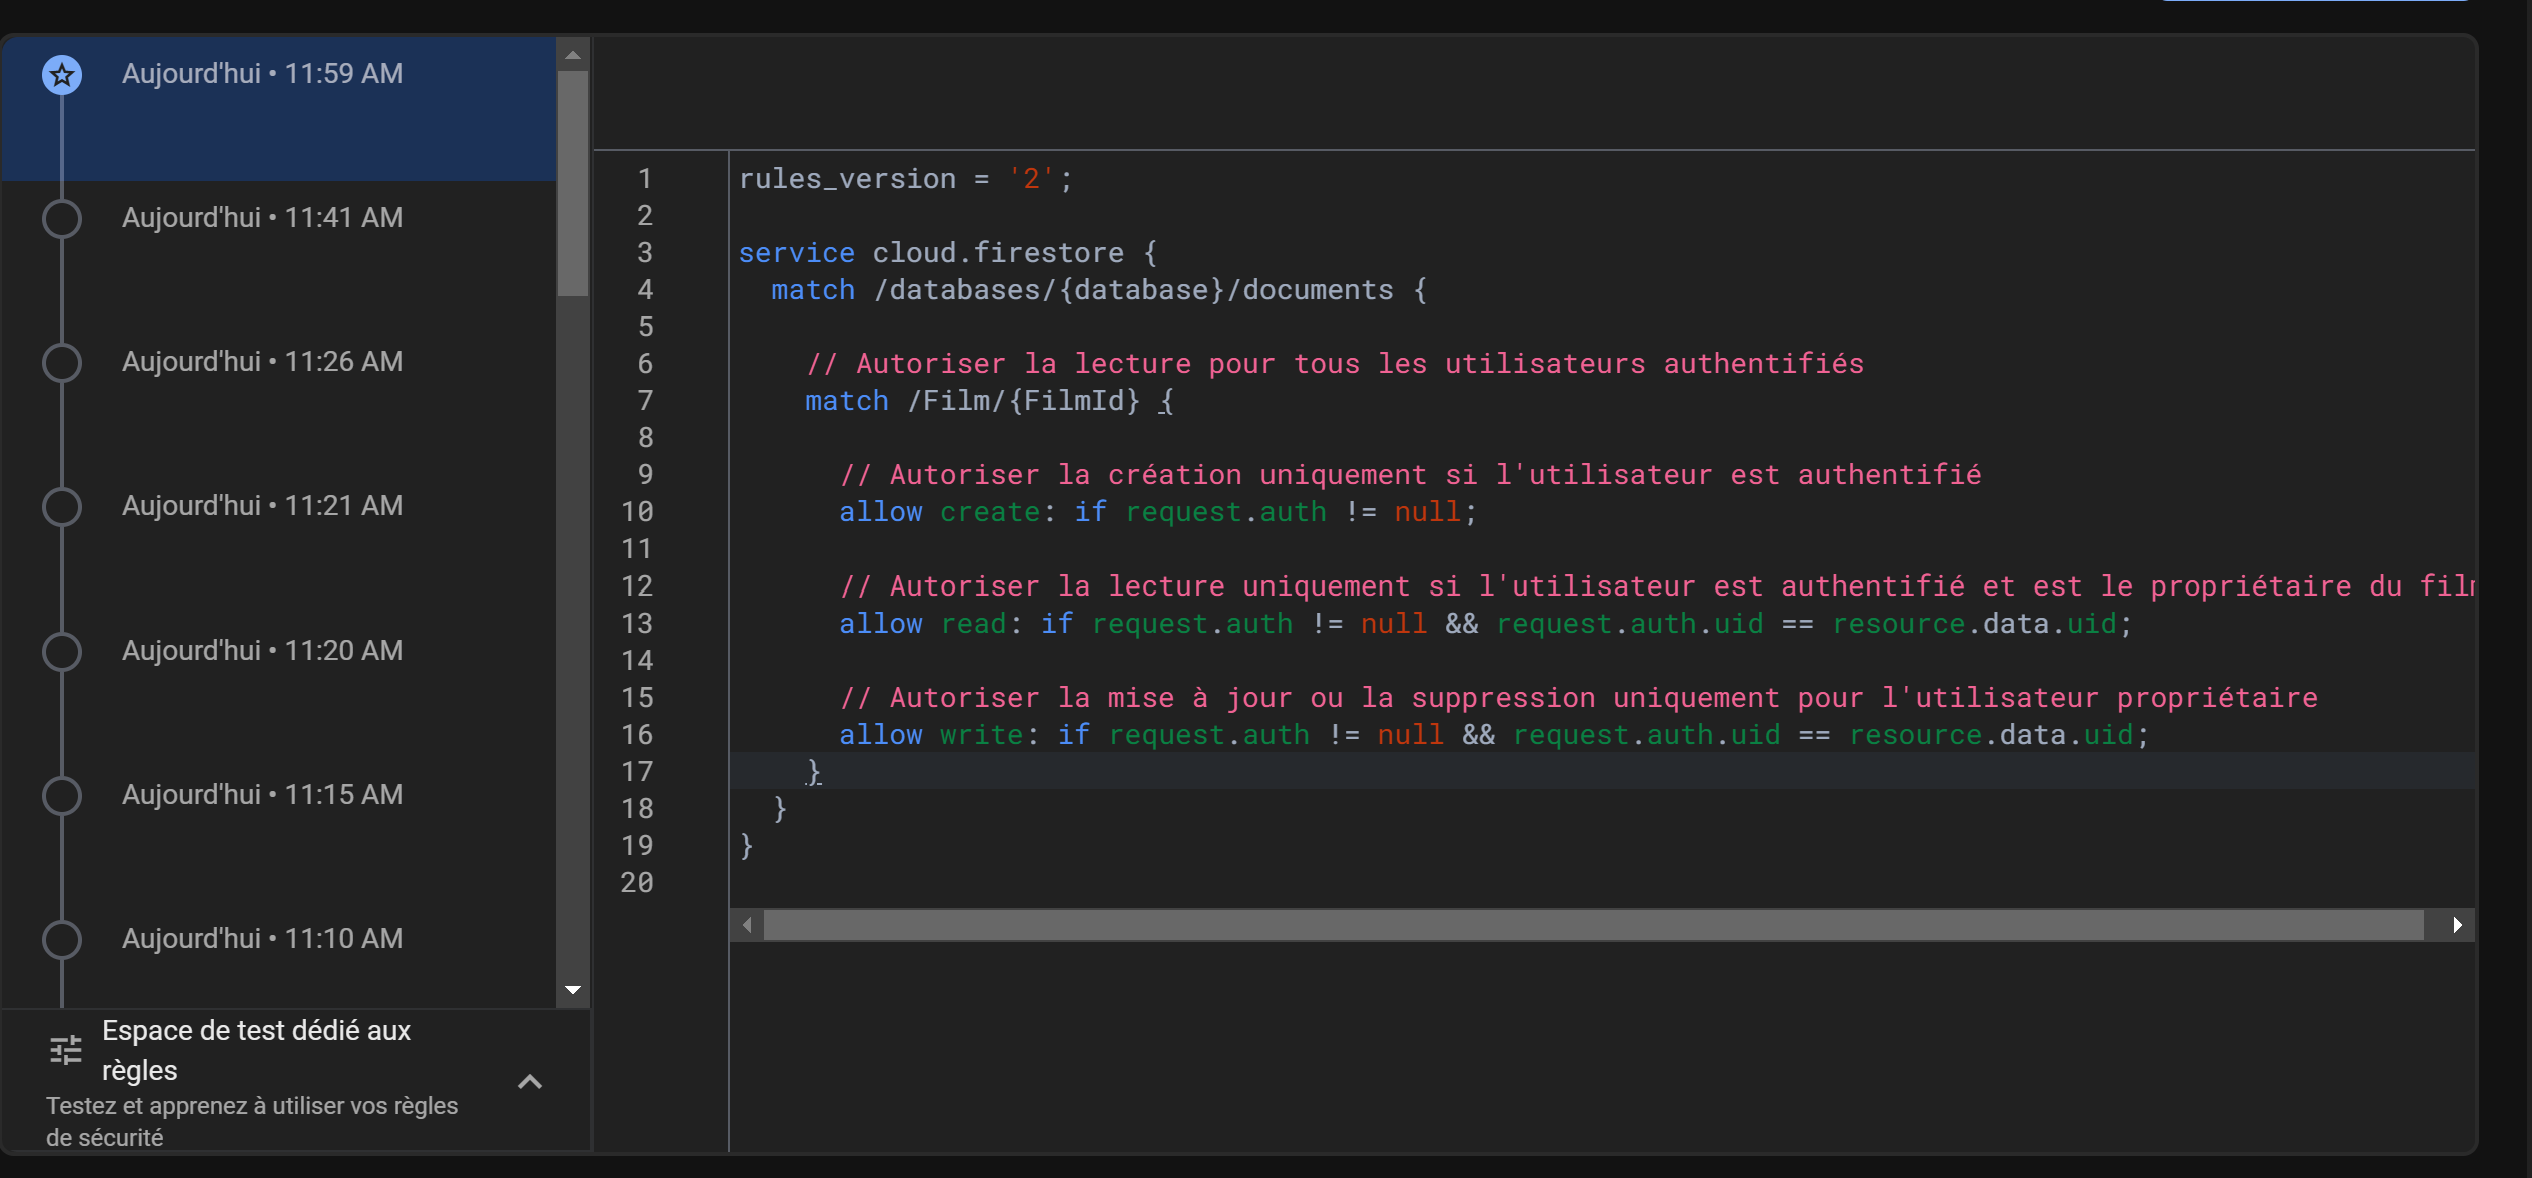 Aujourd'hui • 11:59 AM
Aujourd'hui • 11:41 AM
Aujourd'hui • 11:26 AM
Aujourd'hui • 11:21 AM
Aujourd'hui • 11:20 AM
Aujourd'hui • 11:15 AM
Aujourd'hui • 11:10 AM
Espace de test dédié aux
règles
Testez et apprenez à utiliser vos règles
de sécurité
1 rules_version = '2';
2
3 service cloud.firestore {
4   match /databases/{database}/documents {
5
6     // Autoriser la lecture pour tous les utilisateurs authentifiés
7     match /Film/{FilmId} {
8
9       // Autoriser la création uniquement si l'utilisateur est authentifié
10       allow create: if request.auth != null;
11
12       // Autoriser la lecture uniquement si l'utilisateur est authentifié et est le propriétaire du
13       allow read: if request.auth != null && request.auth.uid == resource.data.uid;
14
15       // Autoriser la mise à jour ou la suppression uniquement pour l'utilisateur propriétaire
16       allow write: if request.auth != null && request.auth.uid == resource.data.uid;
17     }
18   }
19 }
20